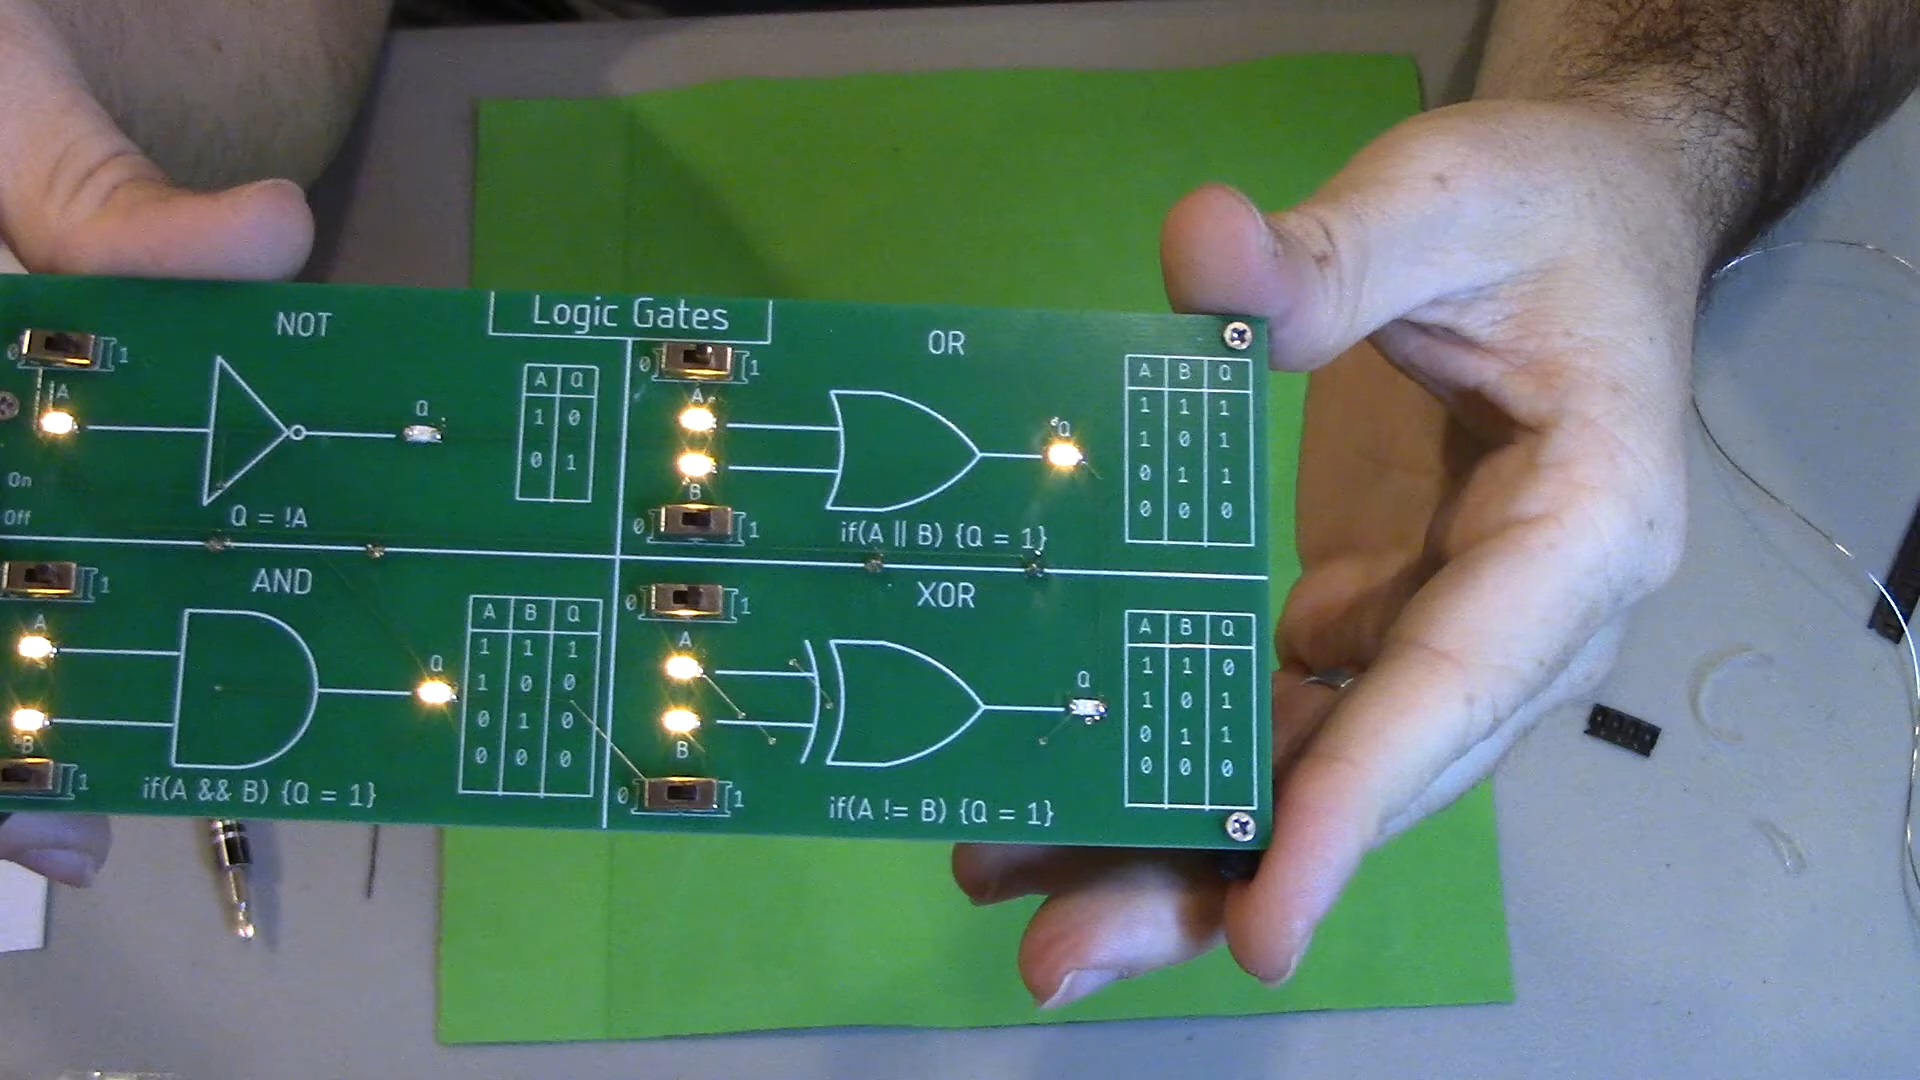 Logic Gates
NOT
0 1
A
Q
A Q
1 0
0 1
On
Off
Q = !A
OR
0 1
A
B
0 1
Q
A B Q
1 1 1
1 0 1
0 1 1
0 0 0
if(A || B) {Q = 1}
AND
1
A
B
1
Q
A B Q
1 1 1
1 0 0
0 1 0
0 0 0
if(A && B) {Q = 1}
XOR
0 1
A
B
0 1
Q
A B Q
1 1 0
1 0 1
0 1 1
0 0 0
if(A != B) {Q = 1}